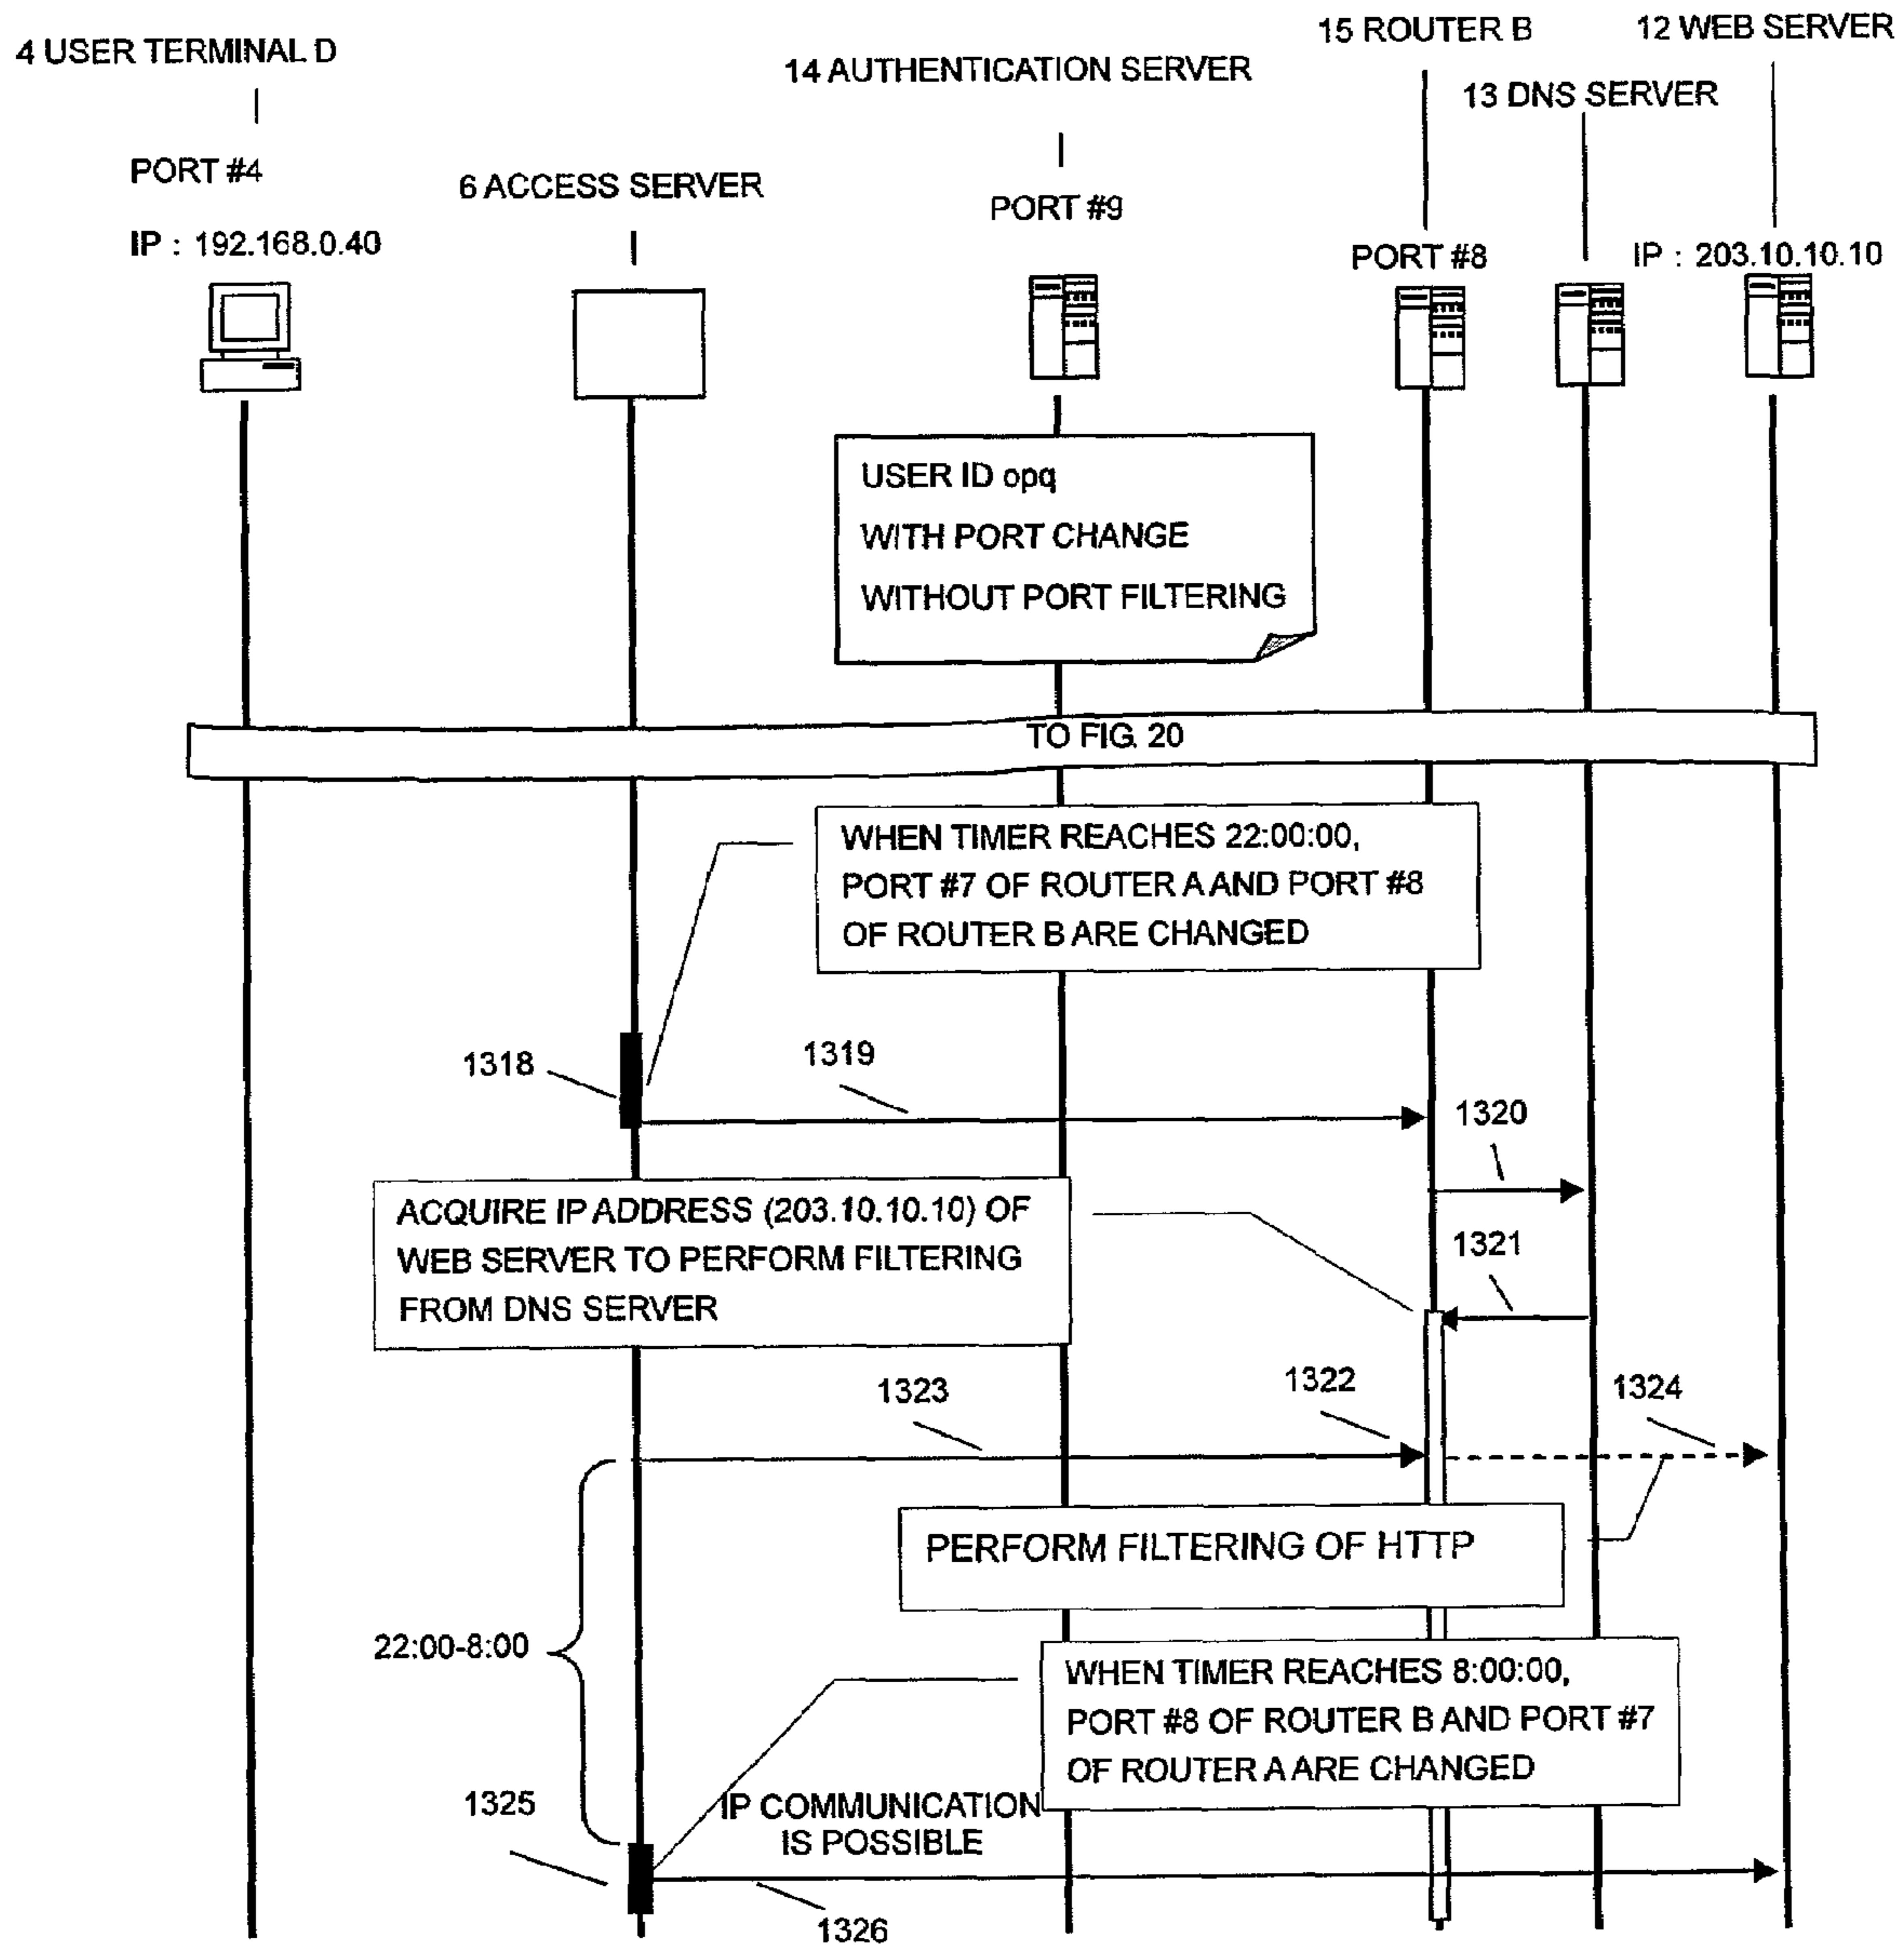 15 ROUTER B
12 WEB SERVER
4 USER TERMINAL D
14 AUTHENTICATION SERVER
13 DNS SERVER
PORT #4
6 ACCESS SERVER
PORT #9
IP : 192.168.0.40
PORT #8
IP : 203.10.10.10
USER ID opq
WITH PORT CHANGE
WITHOUT PORT FILTERING
TO FIG. 20
WHEN TIMER REACHES 22:00:00,
PORT #7 OF ROUTER A AND PORT #8
OF ROUTER B ARE CHANGED
1318
1319
1320
ACQUIRE IP ADDRESS (203.10.10.10) OF
WEB SERVER TO PERFORM FILTERING
FROM DNS SERVER
1321
1323
1322
1324
PERFORM FILTERING OF HTTP
22:00-8:00
WHEN TIMER REACHES 8:00:00,
PORT #8 OF ROUTER B AND PORT #7
OF ROUTER A ARE CHANGED
1325
IP COMMUNICATION
IS POSSIBLE
1326